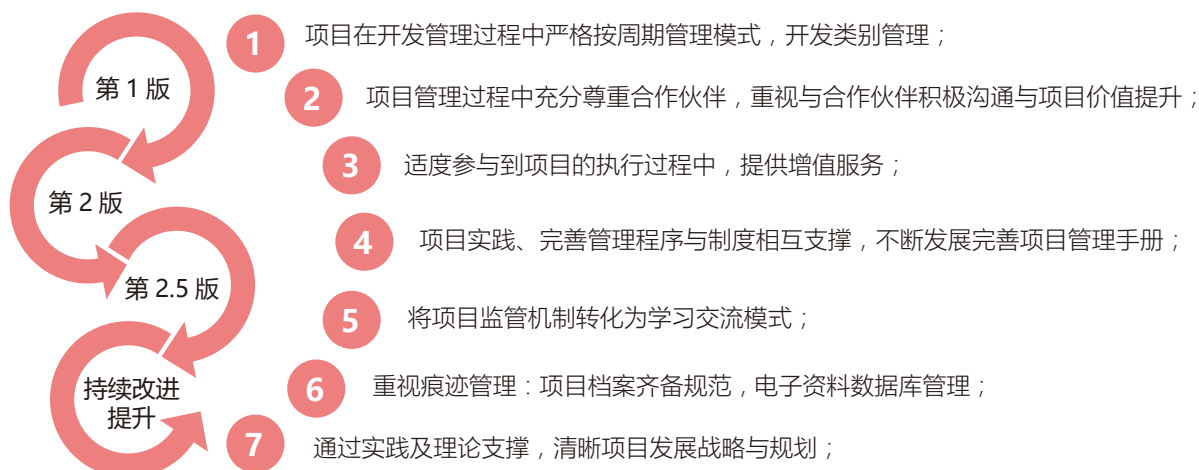 第 1 版
第 2 版
第 2.5 版
持续改进
提升
1
项目在开发管理过程中严格按周期管理模式，开发类别管理；
2
项目管理过程中充分尊重合作伙伴，重视与合作伙伴积极沟通与项目价值提升；
3
适度参与到项目的执行过程中，提供增值服务；
4
项目实践、完善管理程序与制度相互支撑，不断发展完善项目管理手册；
5
将项目监管机制转化为学习交流模式；
6
重视痕迹管理：项目档案齐备规范，电子资料数据库管理；
7
通过实践及理论支撑，清晰项目发展战略与规划；